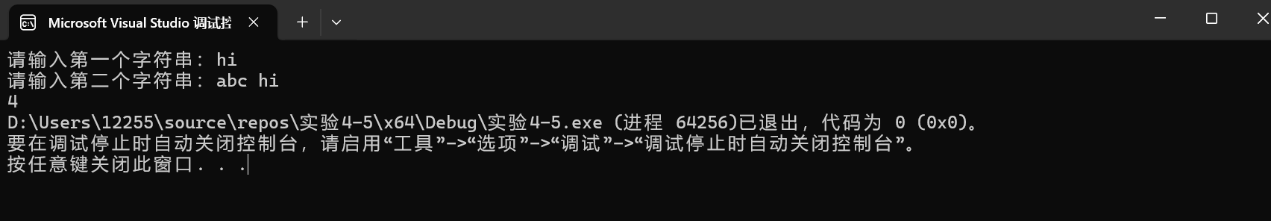 Microsoft Visual Studio 调试控
请输入第一个字符串：hi
请输入第二个字符串：abc hi
4
D:\Users\12255\source\repos\实验4-5\x64\Debug\实验4-5.exe (进程 64256)已退出，代码为 0 (0x0)。
要在调试停止时自动关闭控制台，请启用“工具”->“选项”->“调试”->“调试停止时自动关闭控制台”。
按任意键关闭此窗口. . .